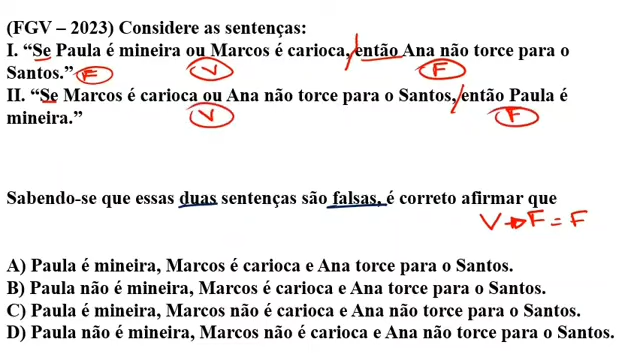 (FGV – 2023) Considere as sentenças:
I. “Se Paula é mineira ou Marcos é carioca, então Ana não torce para o
Santos.” F V F
II. “Se Marcos é carioca ou Ana não torce para o Santos, então Paula é
mineira.” V F
Sabendo-se que essas duas sentenças são falsas, é correto afirmar que
V → F = F
A) Paula é mineira, Marcos é carioca e Ana torce para o Santos.
B) Paula não é mineira, Marcos é carioca e Ana torce para o Santos.
C) Paula é mineira, Marcos não é carioca e Ana não torce para o Santos.
D) Paula não é mineira, Marcos não é carioca e Ana não torce para o Santos.